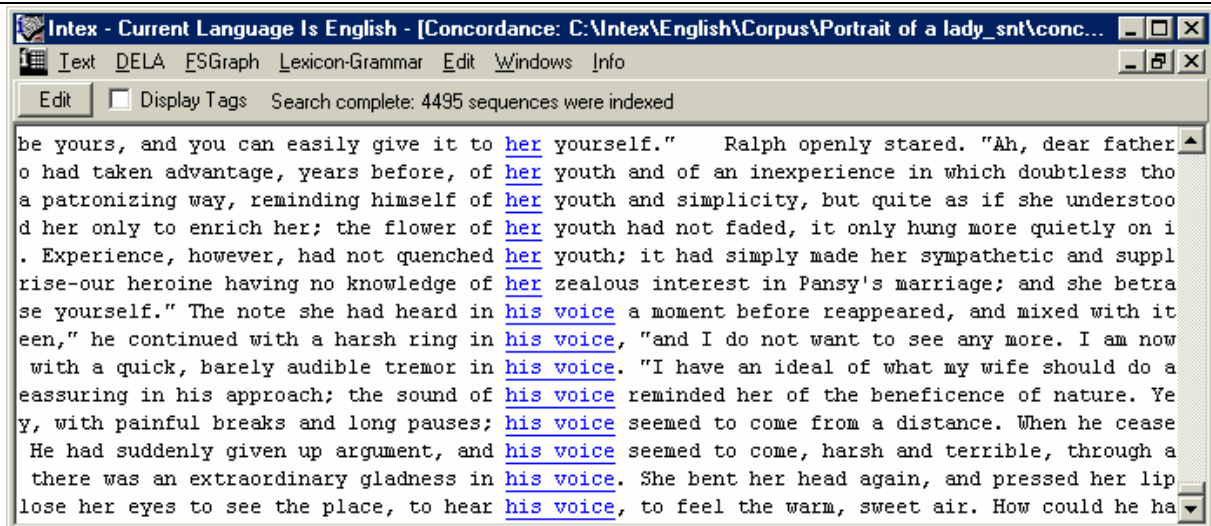 Intex - Current Language Is English - [Concordance: C:\Intex\English\Corpus\Portrait of a lady_snt\conc...
Text DELA FSGraph Lexicon-Grammar Edit Windows Info
Edit Display Tags Search complete: 4495 sequences were indexed
be yours, and you can easily give it to her yourself." Ralph openly stared. "Ah, dear father
o had taken advantage, years before, of her youth and of an inexperience in which doubtless tho
a patronizing way, reminding himself of her youth and simplicity, but quite as if she understoo
d her only to enrich her; the flower of her youth had not faded, it only hung more quietly on i
. Experience, however, had not quenched her youth; it had simply made her sympathetic and suppl
rise-our heroine having no knowledge of her zealous interest in Pansy's marriage; and she betra
se yourself." The note she had heard in his voice a moment before reappeared, and mixed with it
een," he continued with a harsh ring in his voice, "and I do not want to see any more. I am now
with a quick, barely audible tremor in his voice. "I have an ideal of what my wife should do a
eassuring in his approach; the sound of his voice reminded her of the beneficence of nature. Ye
y, with painful breaks and long pauses; his voice seemed to come from a distance. When he cease
He had suddenly given up argument, and his voice seemed to come, harsh and terrible, through a
there was an extraordinary gladness in his voice. She bent her head again, and pressed her lip
lose her eyes to see the place, to hear his voice, to feel the warm, sweet air. How could he ha